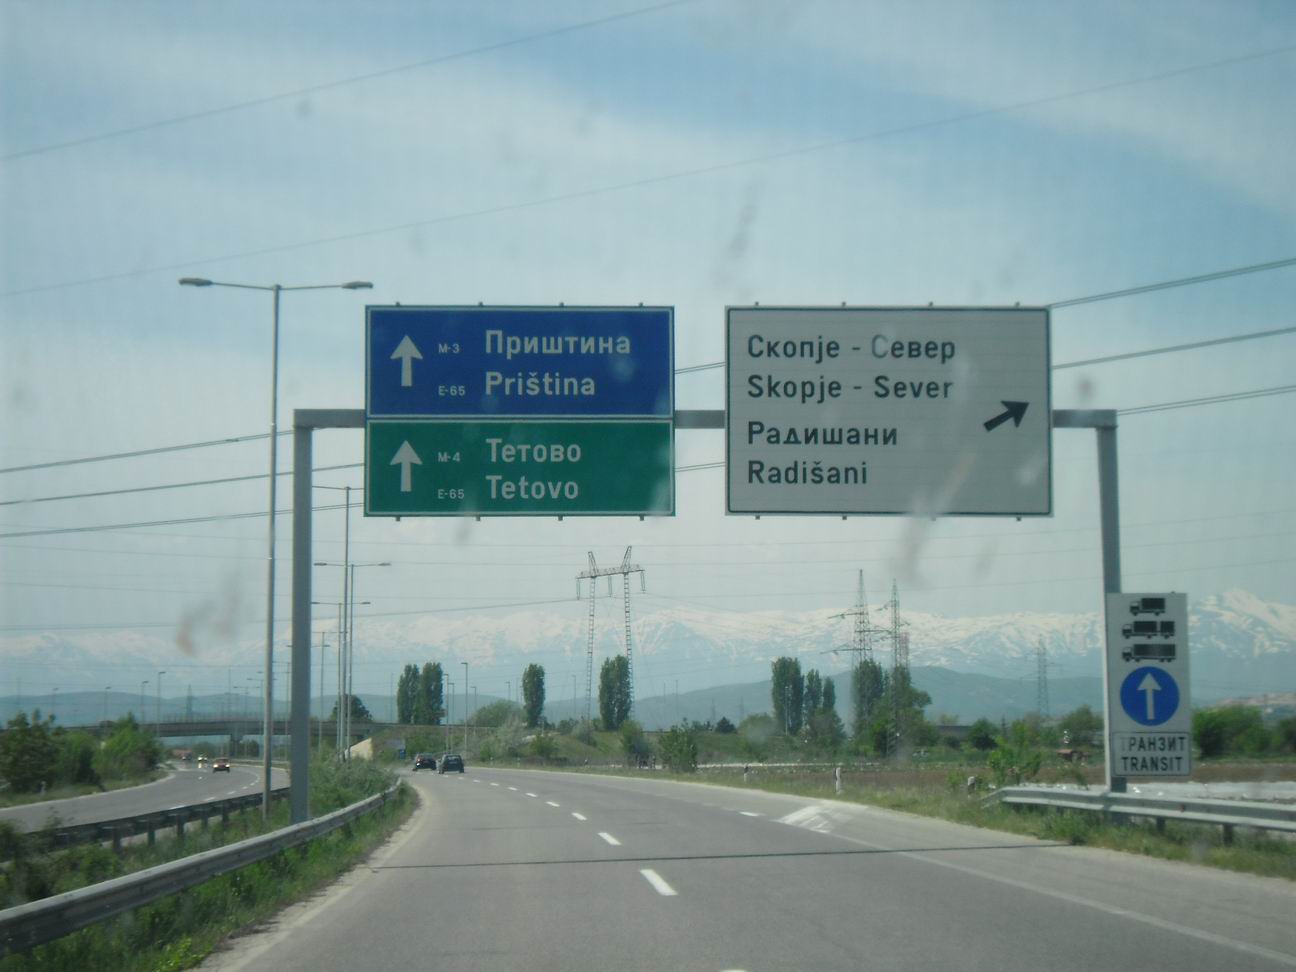 М-3 Приштина
Е-65 Priština
М-4 Тетово
Е-65 Tetovo
Скопје - Север
Skopje - Sever
Радишани
Radišani
ТРАНЗИТ
TRANSIT